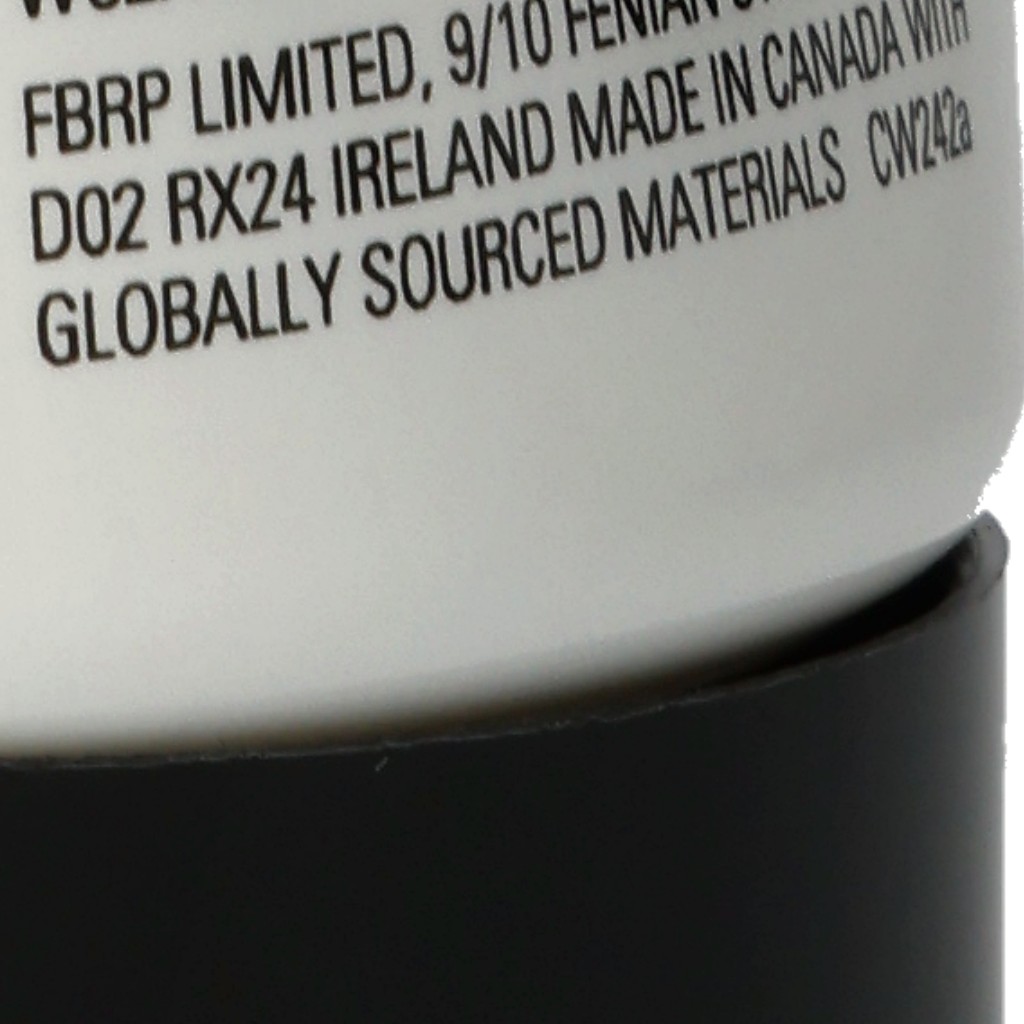 FBRP LIMITED, 9/10 FENIAN
D02 RX24 IRELAND MADE IN CANADA WITH
GLOBALLY SOURCED MATERIALS CW242a